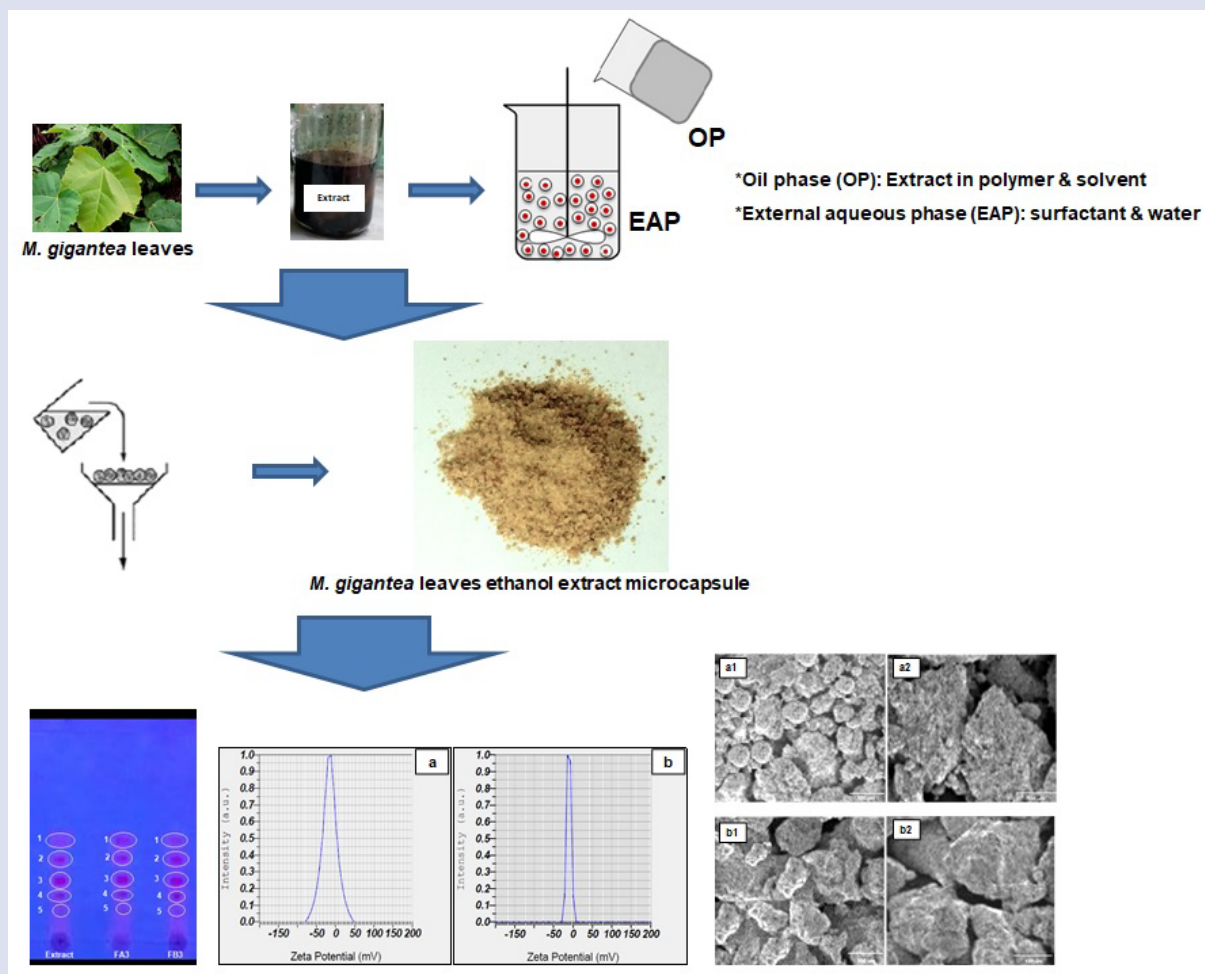 OP
Extract
EAP
*Oil phase (OP): Extract in polymer & solvent
*External aqueous phase (EAP): surfactant & water
M. gigantea leaves
M. gigantea leaves ethanol extract microcapsule
1
2
3
4
5
1
2
3
4
5
1
2
3
4
5
Extract FA3 FB3
a
1.0
0.9
0.8
0.7
0.6
0.5
0.4
0.3
0.2
0.1
0.0
Intensity (a.u.)
-150 -100 -50 0 50 100 150 200
Zeta Potential (mV)
b
1.0
0.9
0.8
0.7
0.6
0.5
0.4
0.3
0.2
0.1
0.0
Intensity (a.u.)
-150 -50 0 50 100 150 200
Zeta Potential (mV)
a1
a2
b1
b2